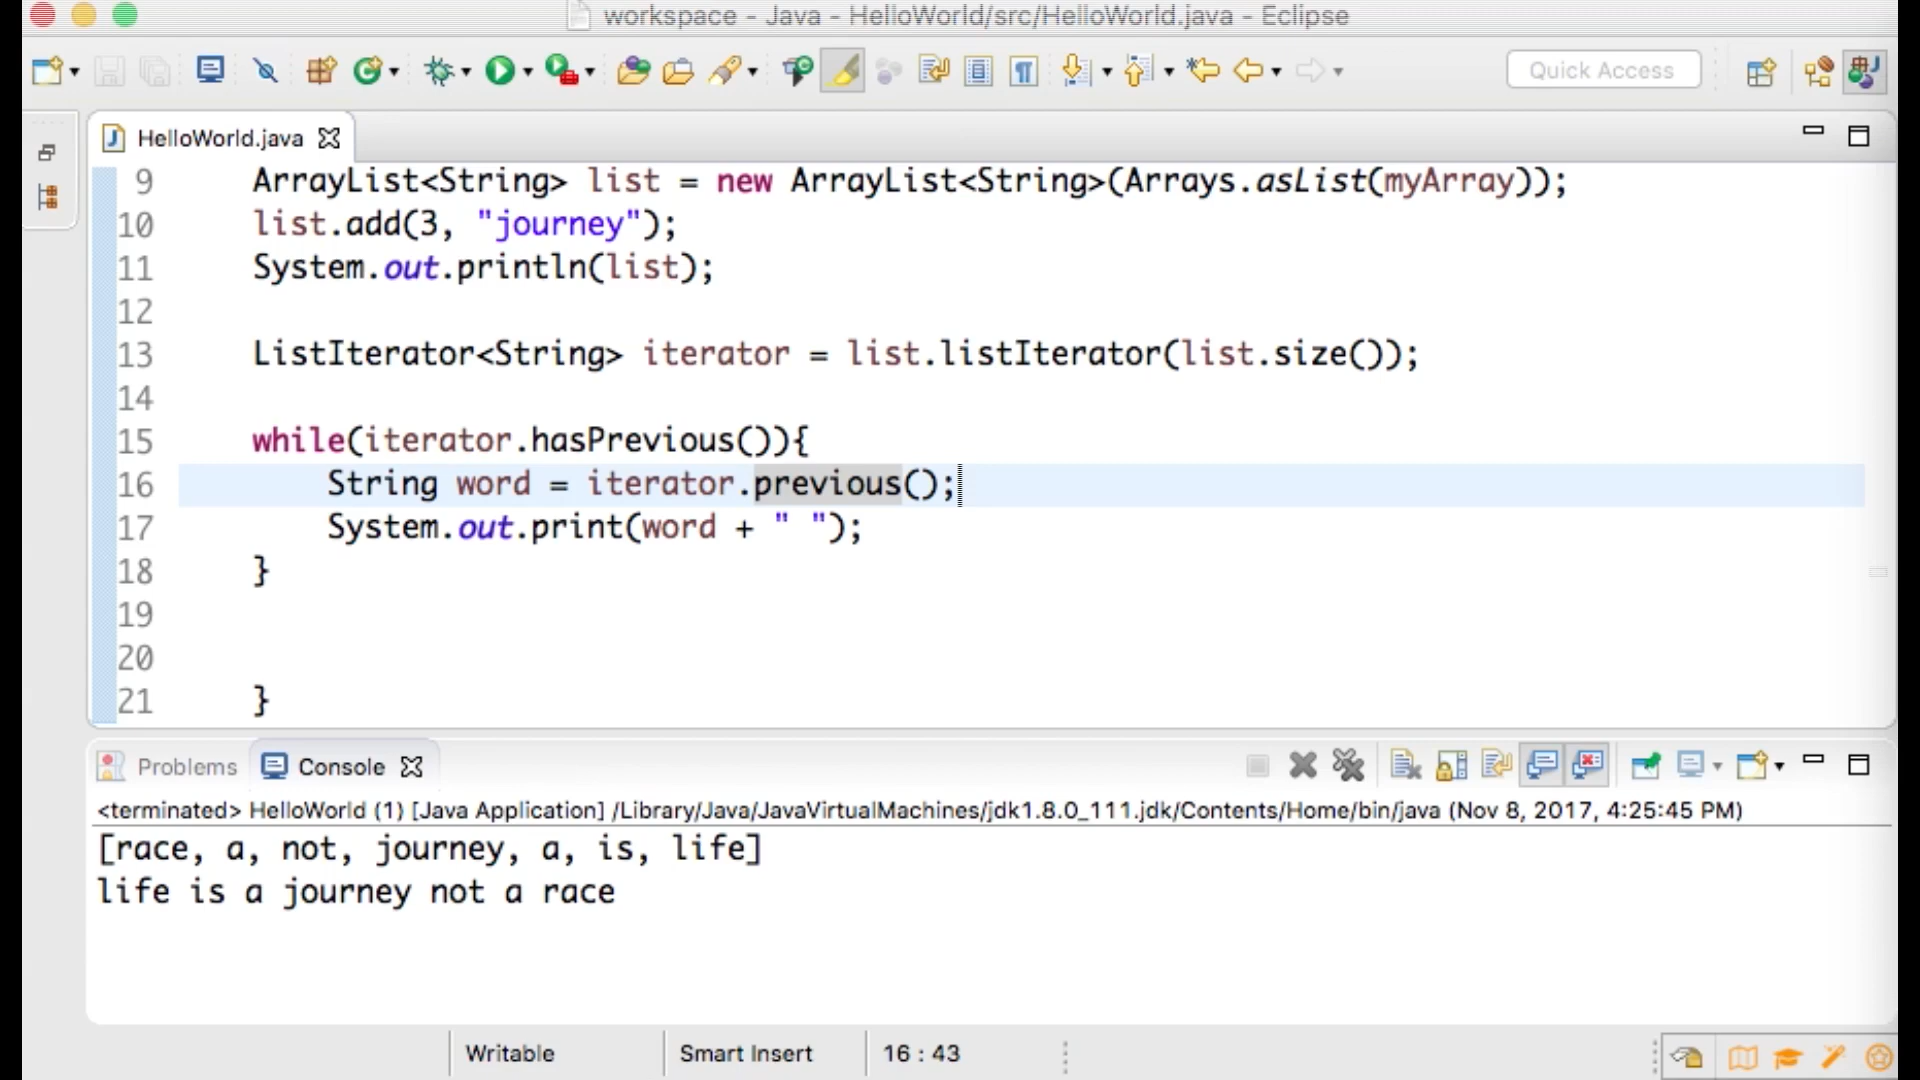 workspace - Java - HelloWorld/src/HelloWorld.java - Eclipse
Quick Access
HelloWorld.java
9 ArrayList<String> list = new ArrayList<String>(Arrays.asList(myArray));
10 list.add(3, "journey");
11 System.out.println(list);
12
13 ListIterator<String> iterator = list.listIterator(list.size());
14
15 while(iterator.hasPrevious()){
16 String word = iterator.previous();
17 System.out.print(word + " ");
18 }
19
20
21 }
Problems Console
<terminated> HelloWorld (1) [Java Application] /Library/Java/JavaVirtualMachines/jdk1.8.0_111.jdk/Contents/Home/bin/java (Nov 8, 2017, 4:25:45 PM)
[race, a, not, journey, a, is, life]
life is a journey not a race
Writable Smart Insert 16 : 43